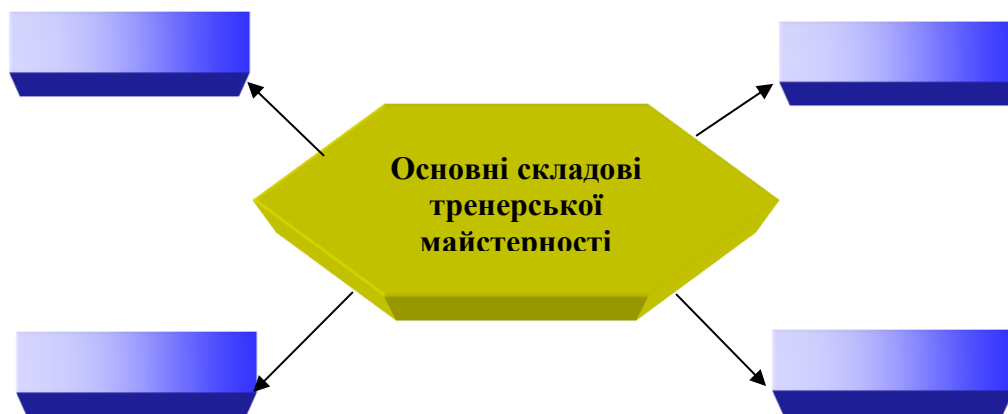 Основні складові
тренерської
майстерності